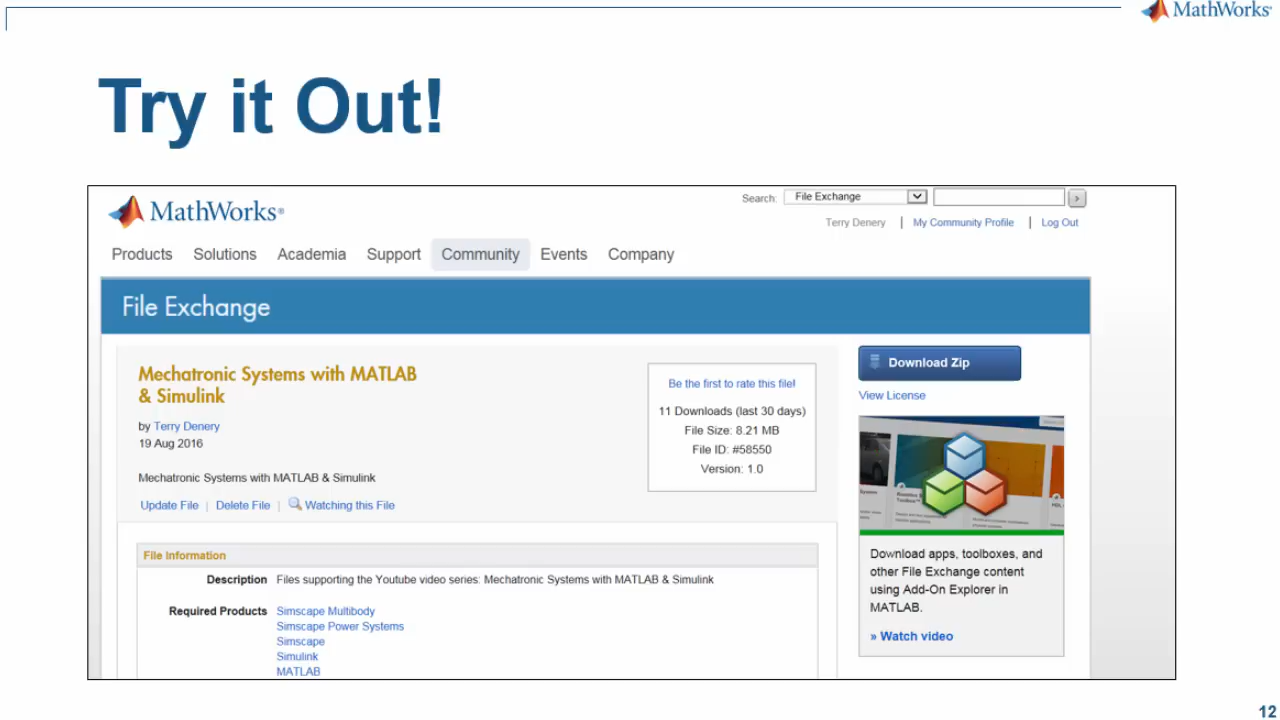 MathWorks®
Try it Out!
MathWorks®
Search: File Exchange
Terry Denery | My Community Profile | Log Out
Products Solutions Academia Support Community Events Company
File Exchange
Mechatronic Systems with MATLAB
& Simulink
by Terry Denery
19 Aug 2016
Mechatronic Systems with MATLAB & Simulink
Update File | Delete File | Watching this File
Be the first to rate this file!
11 Downloads (last 30 days)
File Size: 8.21 MB
File ID: #58550
Version: 1.0
File Information
Description Files supporting the Youtube video series: Mechatronic Systems with MATLAB & Simulink
Required Products Simscape Multibody
Simscape Power Systems
Simscape
Simulink
MATLAB
Download Zip
View License
Download apps, toolboxes, and
other File Exchange content
using Add-On Explorer in
MATLAB.
» Watch video
12